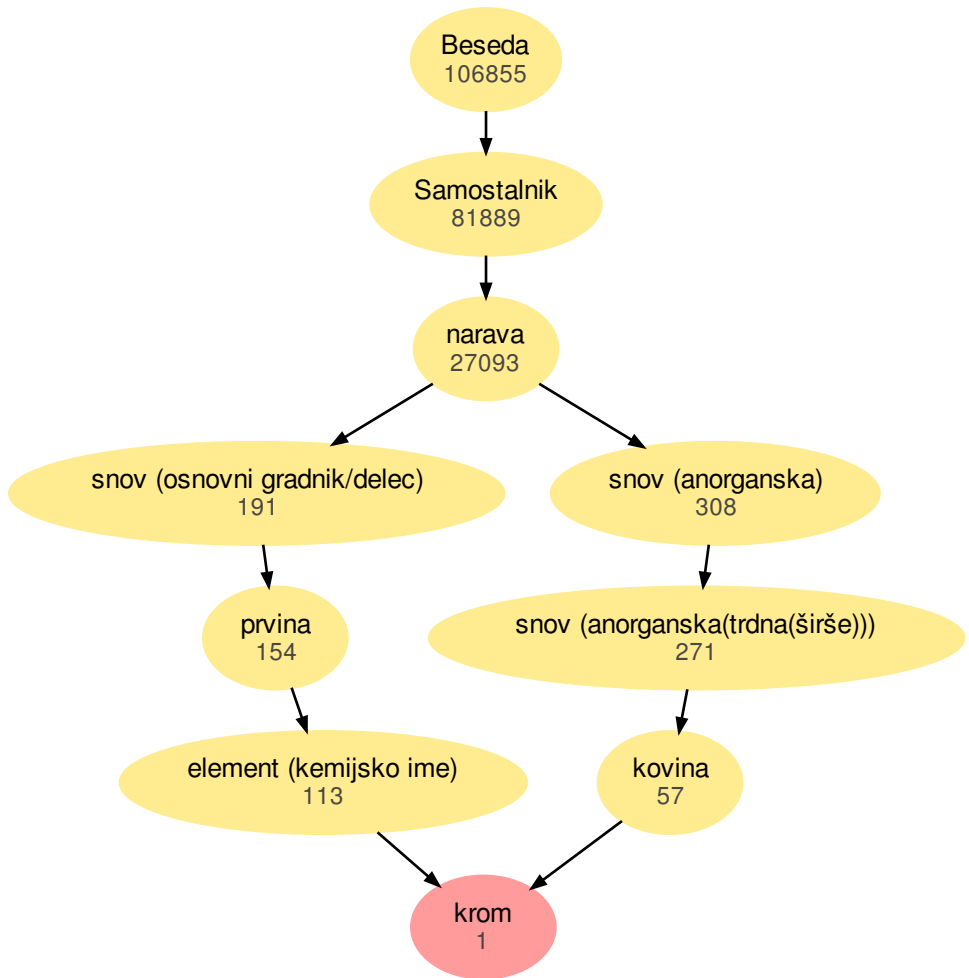 Beseda
106855
Samostalnik
81889
narava
27093
snov (osnovni gradnik/delec)
191
snov (anorganska)
308
prvina
154
snov (anorganska(trdna(širše)))
271
element (kemijsko ime)
113
kovina
57
krom
1